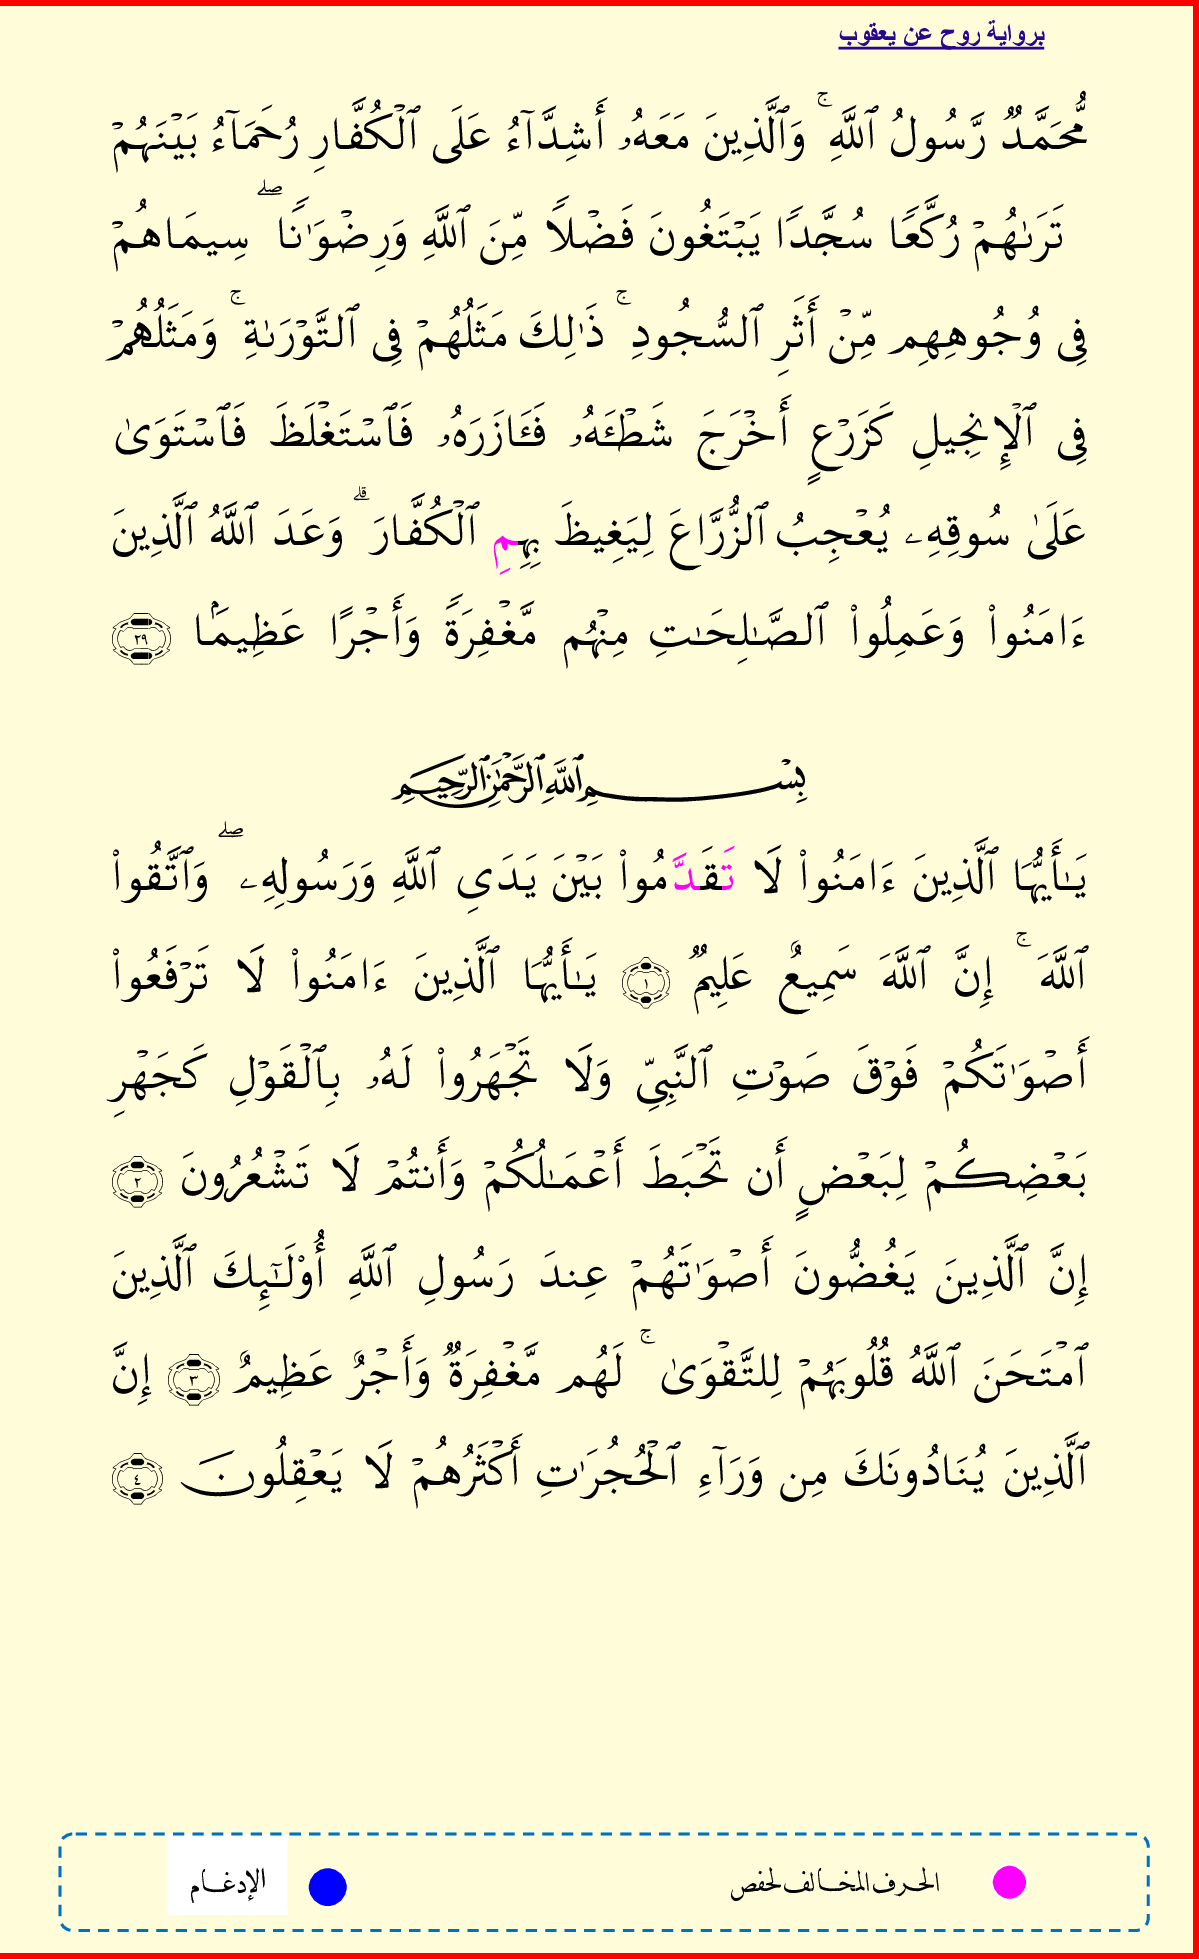 برواية روح عن يعقوب
مُّحَمَّدٌ رَّسُولُ ٱللَّهِ ۚ وَٱلَّذِينَ مَعَهُۥ أَشِدَّآءُ عَلَى ٱلْكُفَّارِ رُحَمَآءُ بَيْنَهُمْ
تَرَىٰهُمْ رُكَّعًا سُجَّدًا يَبْتَغُونَ فَضْلًا مِّنَ ٱللَّهِ وَرِضْوَٰنًا ۖ سِيمَاهُمْ
فِى وُجُوهِهِم مِّنْ أَثَرِ ٱلسُّجُودِ ۚ ذَٰلِكَ مَثَلُهُمْ فِى ٱلتَّوْرَىٰةِ ۚ وَمَثَلُهُمْ
فِى ٱلْإِنجِيلِ كَزَرْعٍ أَخْرَجَ شَطْـَٔهُۥ فَـَٔازَرَهُۥ فَٱسْتَغْلَظَ فَٱسْتَوَىٰ
عَلَىٰ سُوقِهِۦ يُعْجِبُ ٱلزُّرَّاعَ لِيَغِيظَ بِهِمِ ٱلْكُفَّارَ ۗ وَعَدَ ٱللَّهُ ٱلَّذِينَ
ءَامَنُوا۟ وَعَمِلُوا۟ ٱلصَّـٰلِحَـٰتِ مِنْهُم مَّغْفِرَةً وَأَجْرًا عَظِيمًۢا ٢٩
بِسْمِ ٱللَّهِ ٱلرَّحْمَـٰنِ ٱلرَّحِيمِ
يَـٰٓأَيُّهَا ٱلَّذِينَ ءَامَنُوا۟ لَا تَقَدَّمُوا۟ بَيْنَ يَدَىِ ٱللَّهِ وَرَسُولِهِۦ ۖ وَٱتَّقُوا۟
ٱللَّهَ ۚ إِنَّ ٱللَّهَ سَمِيعٌ عَلِيمٌ ١ يَـٰٓأَيُّهَا ٱلَّذِينَ ءَامَنُوا۟ لَا تَرْفَعُوا۟
أَصْوَٰتَكُمْ فَوْقَ صَوْتِ ٱلنَّبِىِّ وَلَا تَجْهَرُوا۟ لَهُۥ بِٱلْقَوْلِ كَجَهْرِ
بَعْضِكُمْ لِبَعْضٍ أَن تَحْبَطَ أَعْمَـٰلُكُمْ وَأَنتُمْ لَا تَشْعُرُونَ ٢
إِنَّ ٱلَّذِينَ يَغُضُّونَ أَصْوَٰتَهُمْ عِندَ رَسُولِ ٱللَّهِ أُو۟لَـٰٓئِكَ ٱلَّذِينَ
ٱمْتَحَنَ ٱللَّهُ قُلُوبَهُمْ لِلتَّقْوَىٰ ۚ لَهُم مَّغْفِرَةٌ وَأَجْرٌ عَظِيمٌ ٣ إِنَّ
ٱلَّذِينَ يُنَادُونَكَ مِن وَرَآءِ ٱلْحُجُرَٰتِ أَكْثَرُهُمْ لَا يَعْقِلُونَ ٤
الحرف المخالف لحفص
الإدغام